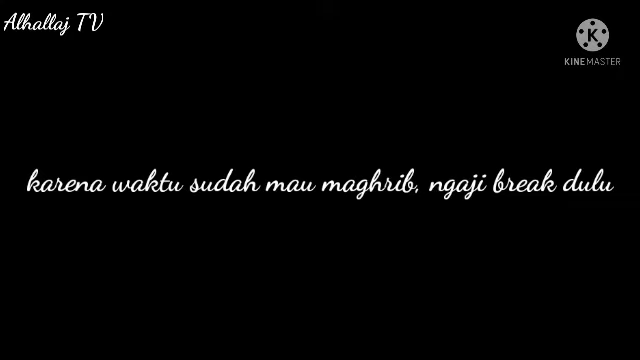 Alhallaj TV
K
KINEMASTER
karena waktu sudah mau maghrib, ngaji break dulu